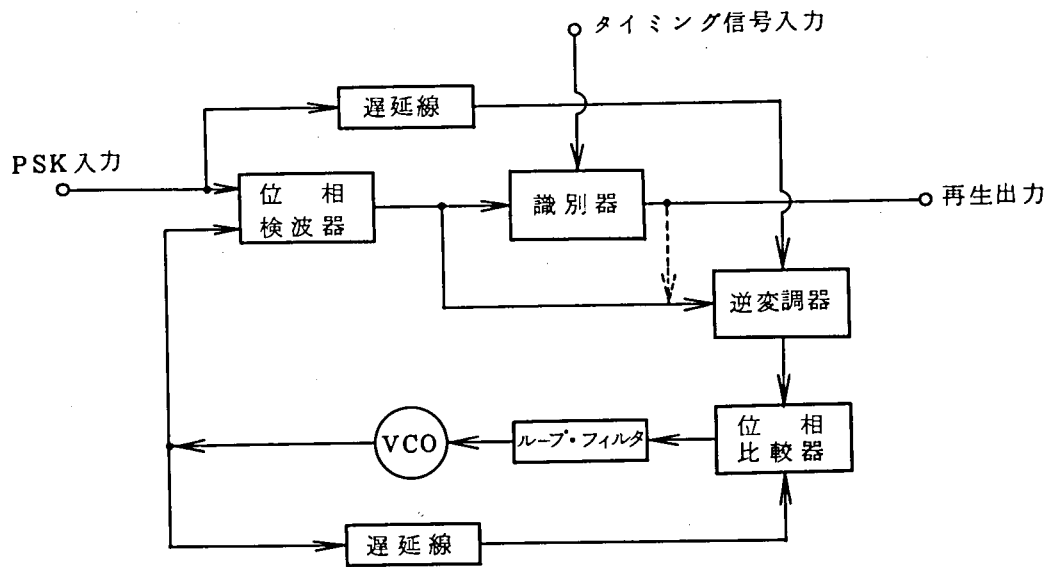 タイミング信号入力
遅延線
PSK入力
位相
検波器
識別器
再生出力
逆変調器
VCO
ループ・フィルタ
位相
比較器
遅延線